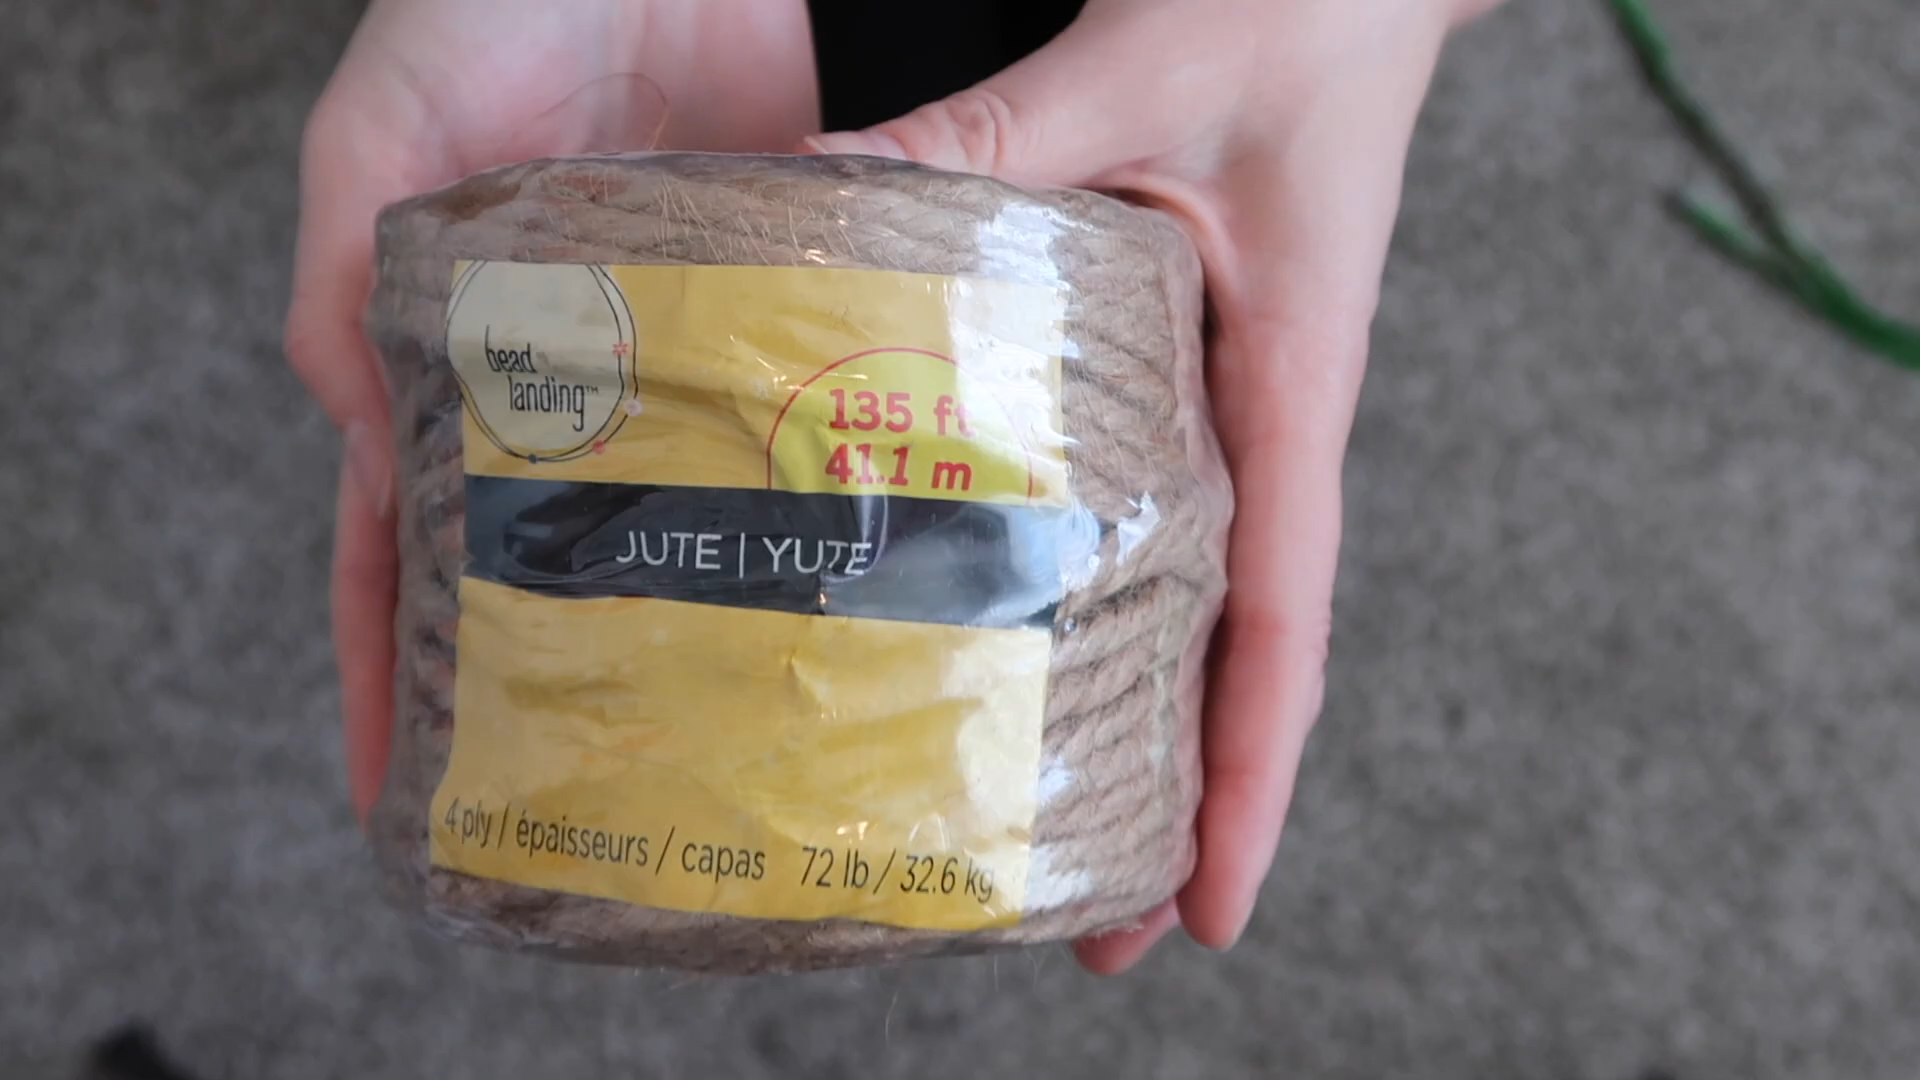 bead
landing™
135 ft
41.1 m
JUTE | YUTE
4 ply / épaisseurs / capas 72 lb / 32.6 kg